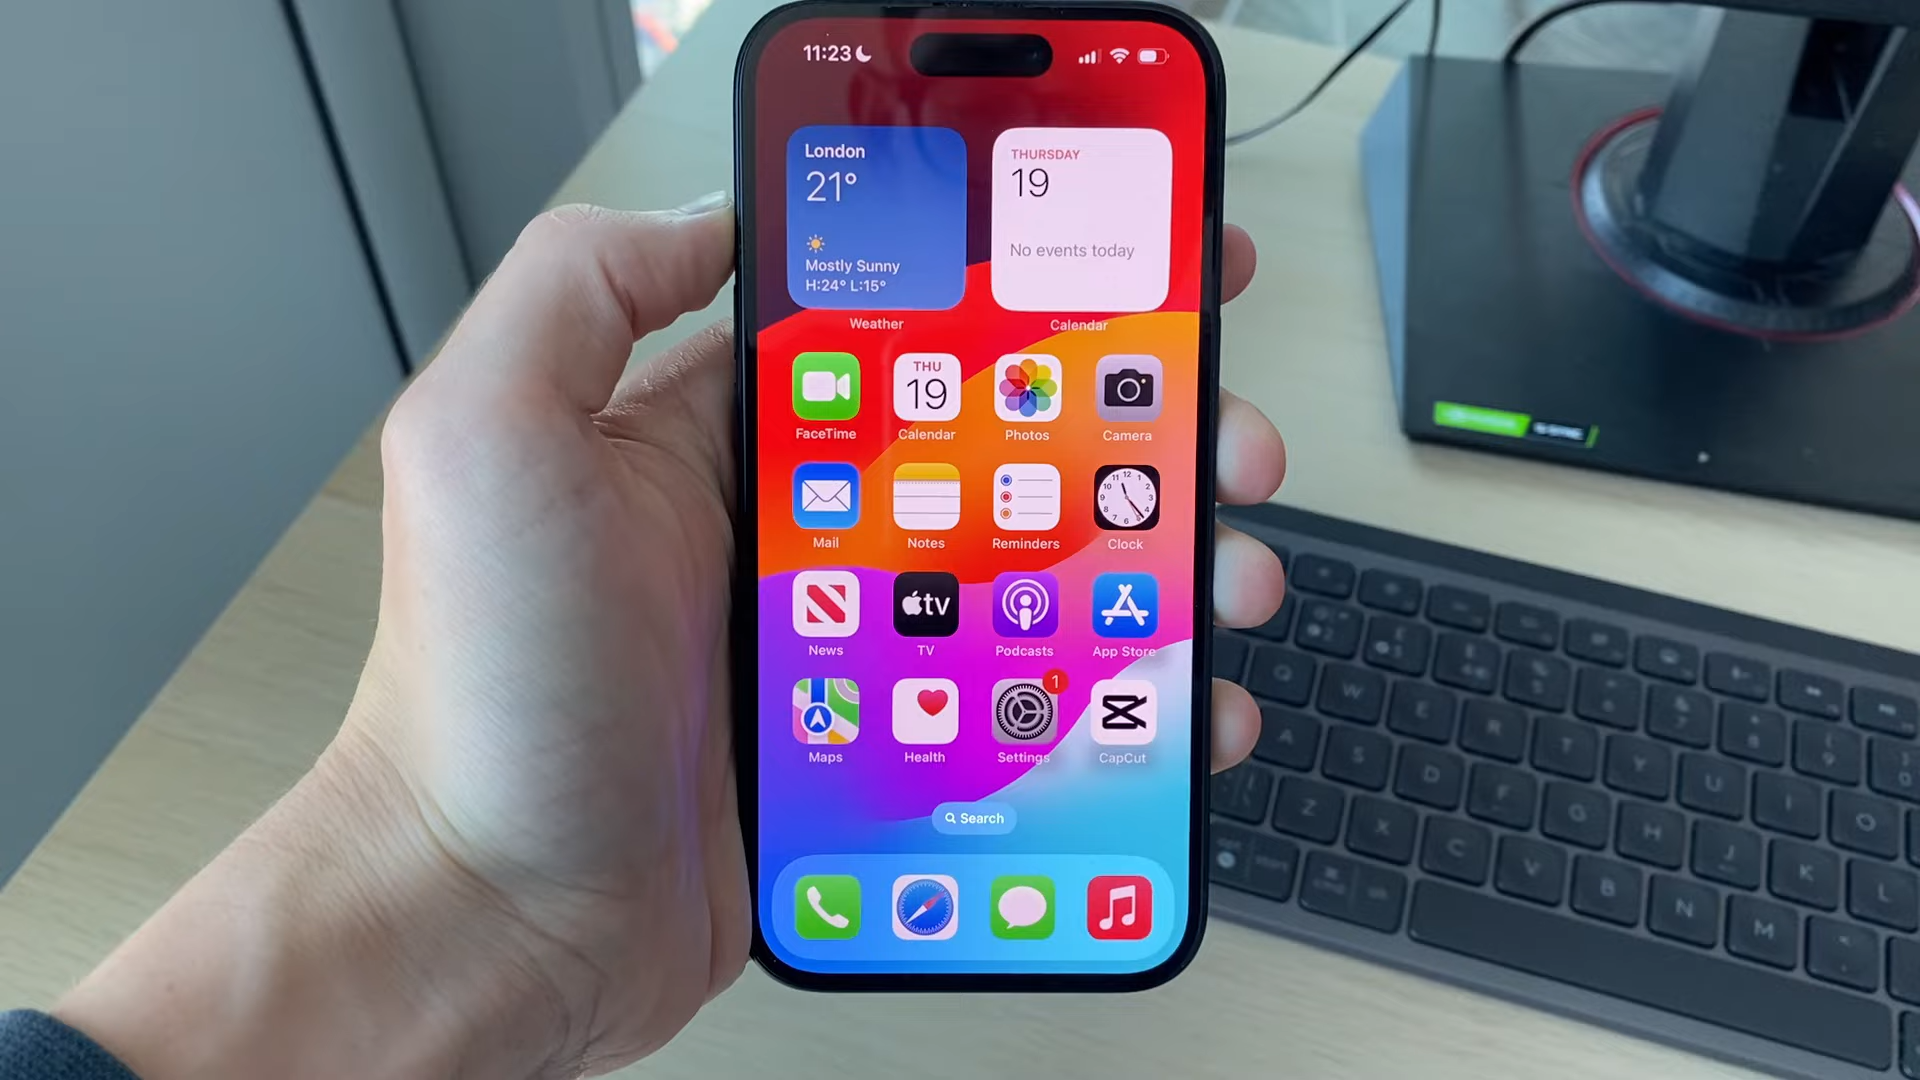 11:23
London
21°
Mostly Sunny
H:24° L:15°
Weather
THURSDAY
19
No events today
Calendar
FaceTime
THU
19
Calendar
Photos
Camera
Mail
Notes
Reminders
Clock
News
tv
TV
Podcasts
App Store
Maps
Health
1
Settings
CapCut
Search
Q W E R T Y U I O
A S D F G H J K L
Z X C V B N M